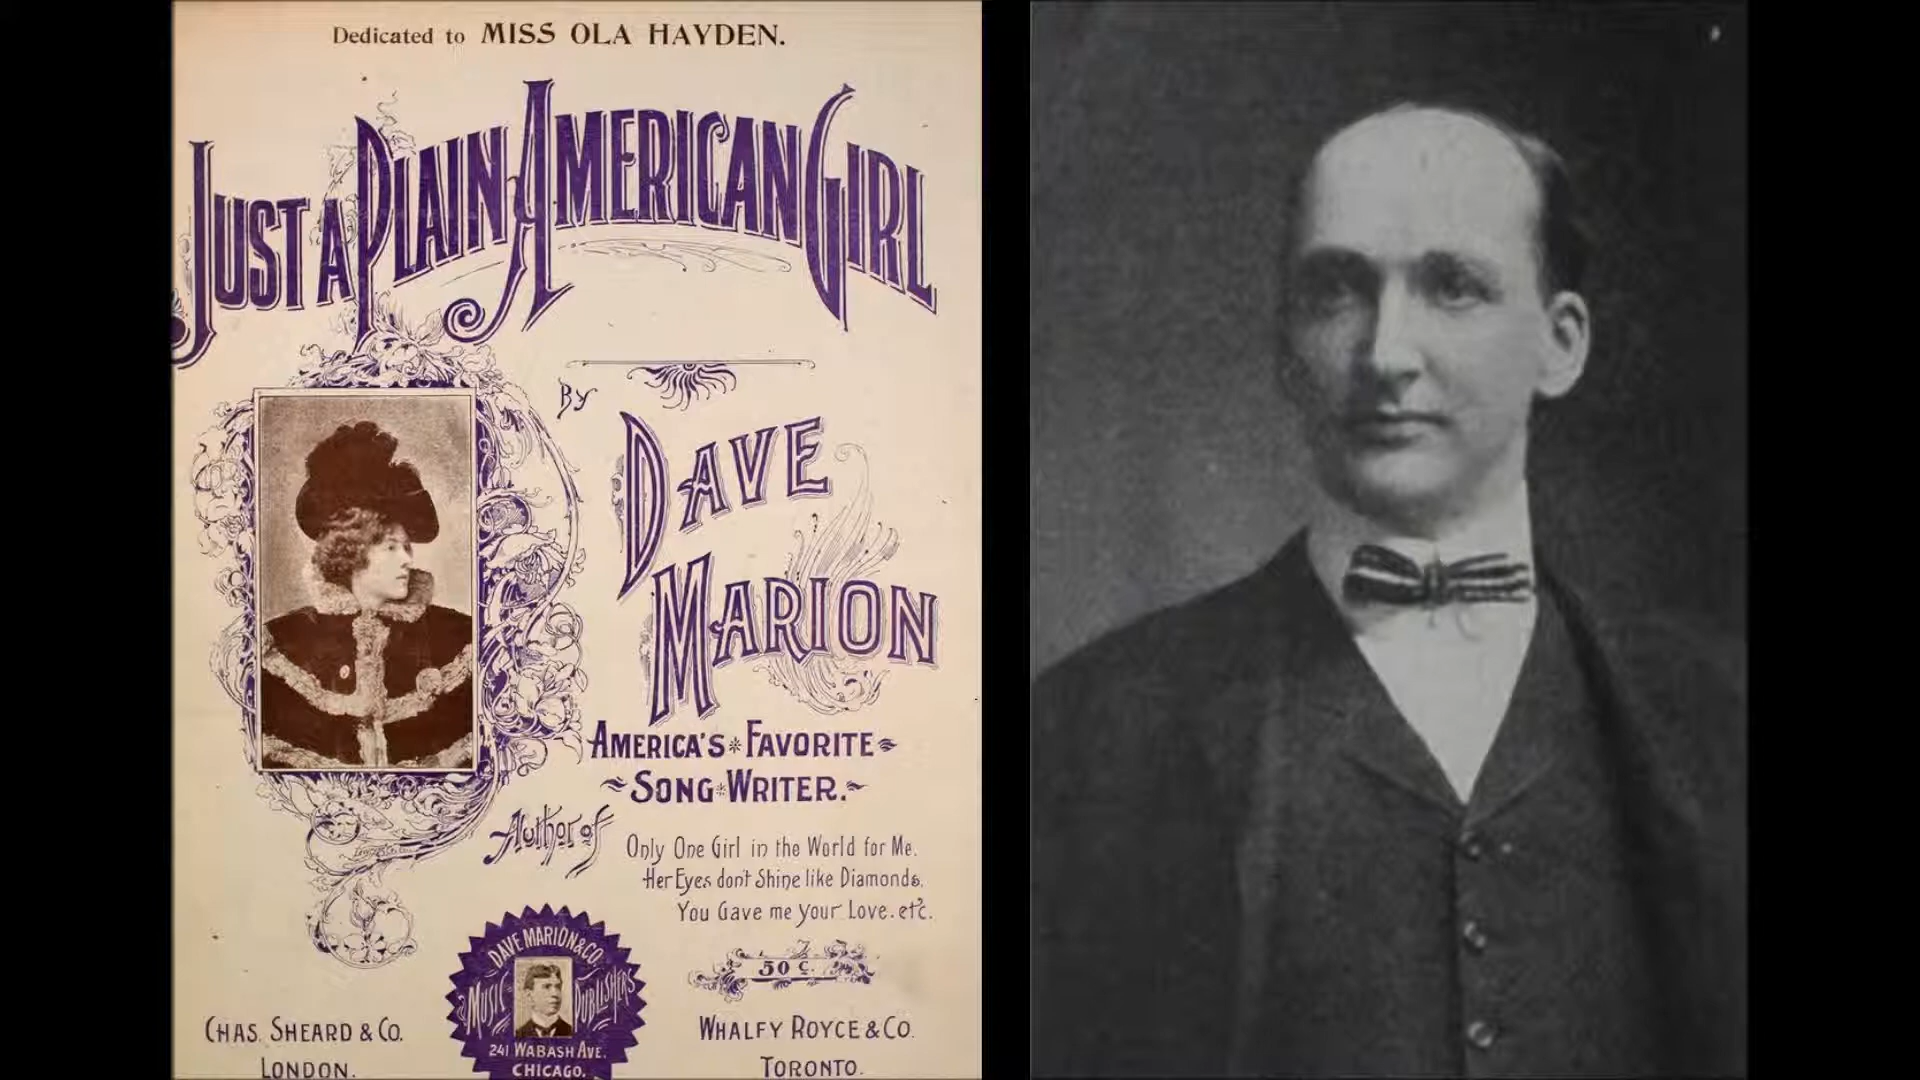 Dedicated to MISS OLA HAYDEN.
JUST A PLAIN AMERICAN GIRL
By
DAVE
MARION
AMERICA'S FAVORITE
SONG WRITER.
Author of
Only One Girl in the World for Me.
Her Eyes don't Shine like Diamonds.
You Gave me your Love. etc.
50 ¢.
DAVE MARION & CO.
MUSIC PUBLISHERS
241 WABASH AVE.
CHICAGO.
CHAS. SHEARD & CO.
LONDON.
WHALEY ROYCE & CO.
TORONTO.